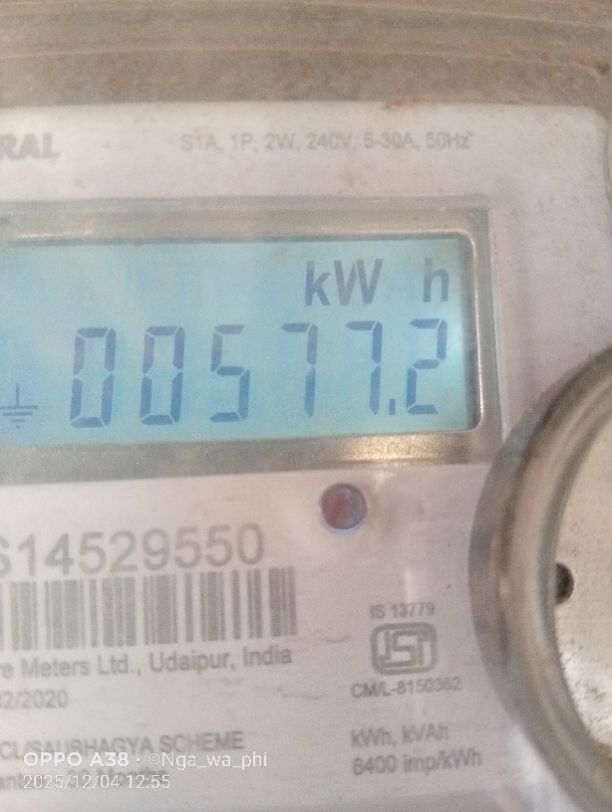 RAL
S1A, 1P, 2W, 240V, 5-30A, 50Hz
kW h
00577.2
S14529550
IS 13779
ISI
re Meters Ltd., Udaipur, India
02/2020
CM/L-8150362
CL/SAUBHAGYA SCHEME
kWh, kVAh
6400 imp/kWh
OPPO A38 · ©Nga_wa_phi
2025/12/04 12:55